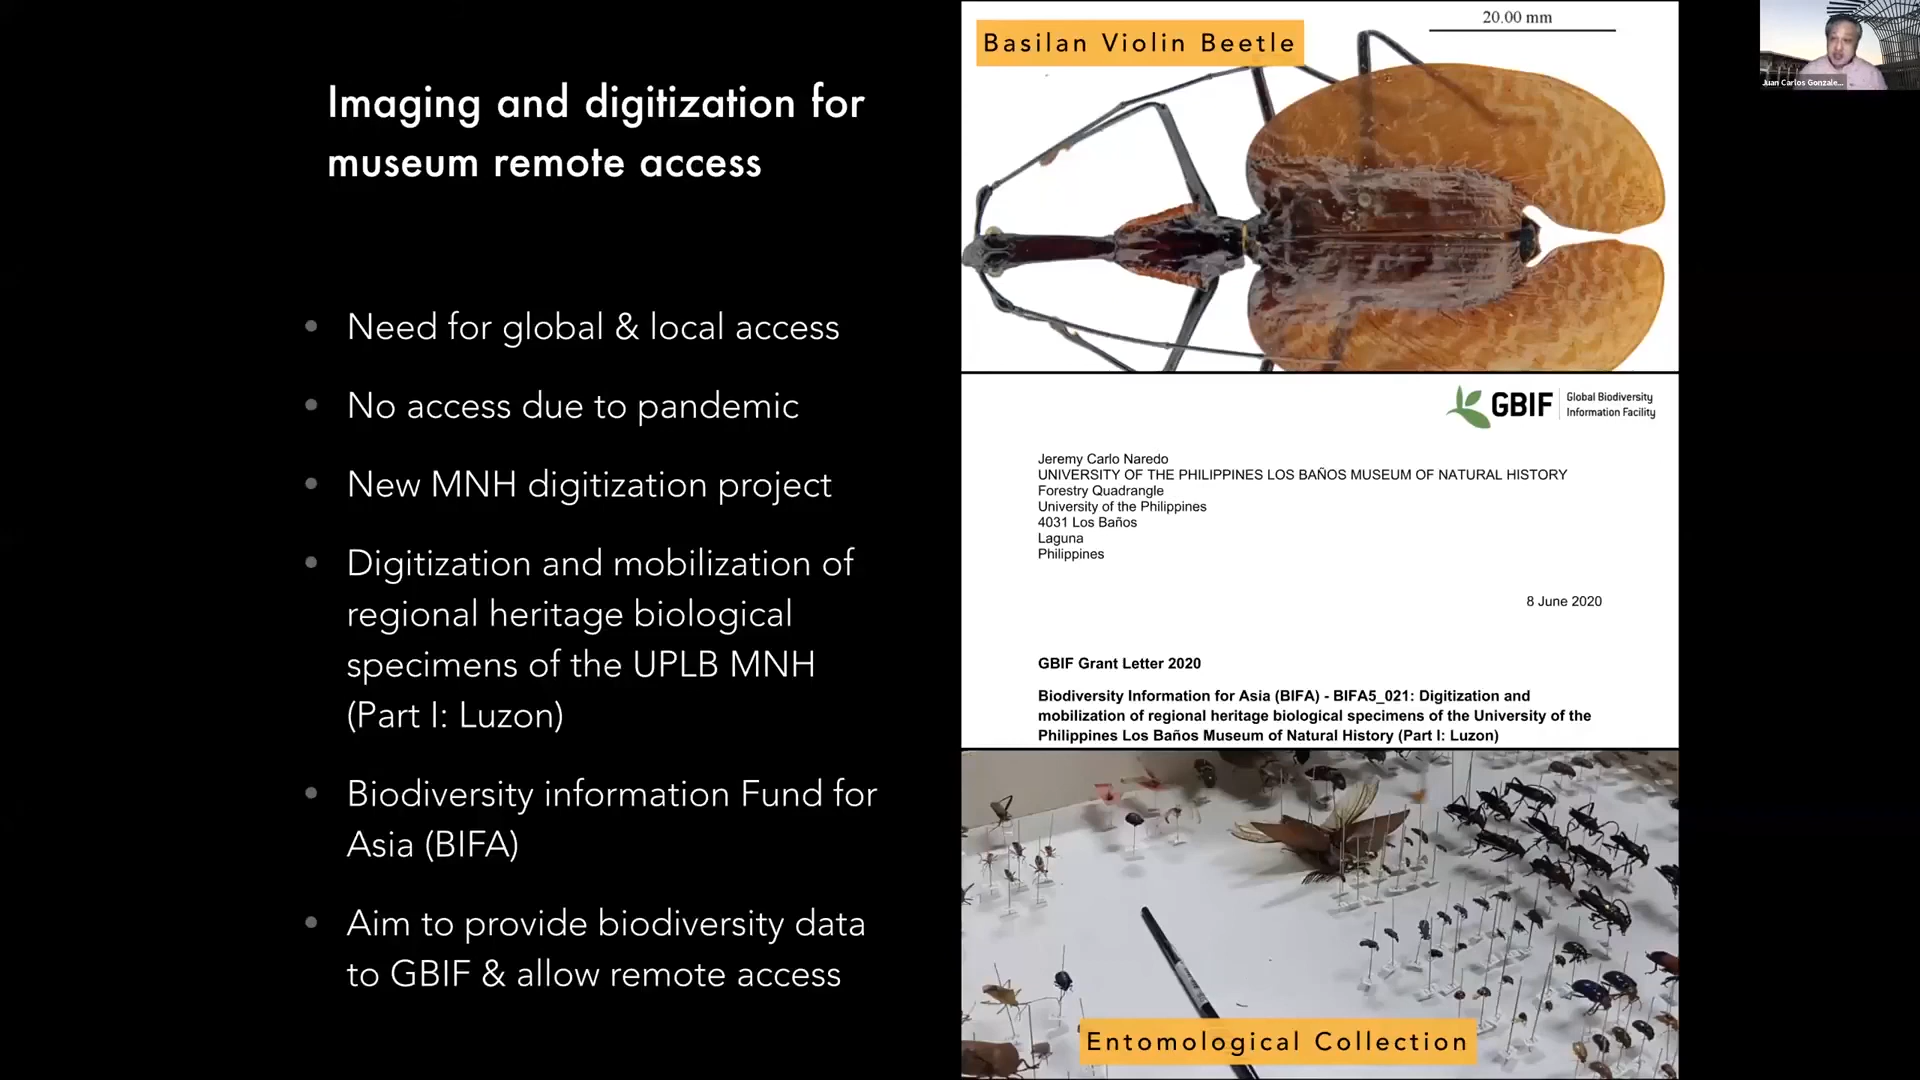 Imaging and digitization for
museum remote access
• Need for global & local access
• No access due to pandemic
• New MNH digitization project
• Digitization and mobilization of
regional heritage biological
specimens of the UPLB MNH
(Part I: Luzon)
• Biodiversity information Fund for
Asia (BIFA)
• Aim to provide biodiversity data
to GBIF & allow remote access
Basilan Violin Beetle
20.00 mm
GBIF
Global Biodiversity
Information Facility
Jeremy Carlo Naredo
UNIVERSITY OF THE PHILIPPINES LOS BAÑOS MUSEUM OF NATURAL HISTORY
Forestry Quadrangle
University of the Philippines
4031 Los Baños
Laguna
Philippines
8 June 2020
GBIF Grant Letter 2020
Biodiversity Information for Asia (BIFA) - BIFA5_021: Digitization and
mobilization of regional heritage biological specimens of the University of the
Philippines Los Baños Museum of Natural History (Part I: Luzon)
Entomological Collection
Juan Carlos Gonzale...